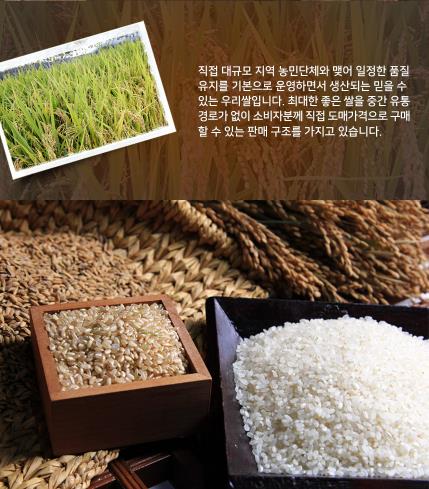 직접 대규모 지역 농민단체와 맺어 일정한 품질
유지를 기본으로 운영하면서 생산되는 믿을 수
있는 우리쌀입니다. 최대한 좋은 쌀을 중간 유통
경로가 없이 소비자분께 직접 도매가격으로 구매
할 수 있는 판매 구조를 가지고 있습니다.